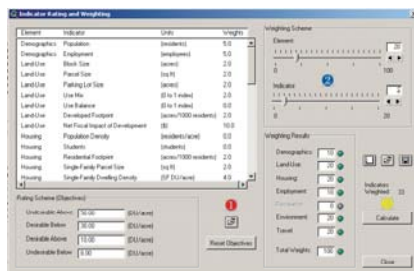 Indicator Rating and Weighting
Element Indicator Units Weights
Demographics Population (residents) 5.0
Demographics Employment (employees) 5.0
Land-Use Block Size (acres) 2.0
Land-Use Parcel Size (sq ft) 2.0
Land-Use Parking Lot Size (acres) 2.0
Land-Use Use Mix (0 to 1 index) 2.0
Land-Use Use Balance (0 to 1 index) 0.0
Land-Use Developed Footprint (acres/1000 residents) 2.0
Land-Use Net Fiscal Impact of Development ($) 10.0
Housing Population Density (residents/acre) 0.0
Housing Students (students) 0.0
Housing Residential Footprint (acres/1000 residents) 2.0
Housing Single-Family Parcel Size (sq ft) 2.0
Housing Single-Family Dwelling Density (SF DU/acre) 4.0
Rating Scheme (Objectives)
Undesirable Above: 50.00 (DU/acre)
Desirable Below 30.00 (DU/acre)
Desirable Above 10.00 (DU/acre)
Undesirable Below (DU/acre)
1
Reset Objectives
Weighting Scheme
Element
20
0 100
2
Indicator
4
0 20
Weighting Results
Demographics: 10
Land-Use: 20
Housing: 20
Employment: 10
0
Environment: 20
Travel: 20
Total Weights: 100
Indicators
Weighted: 33
Calculate
Close